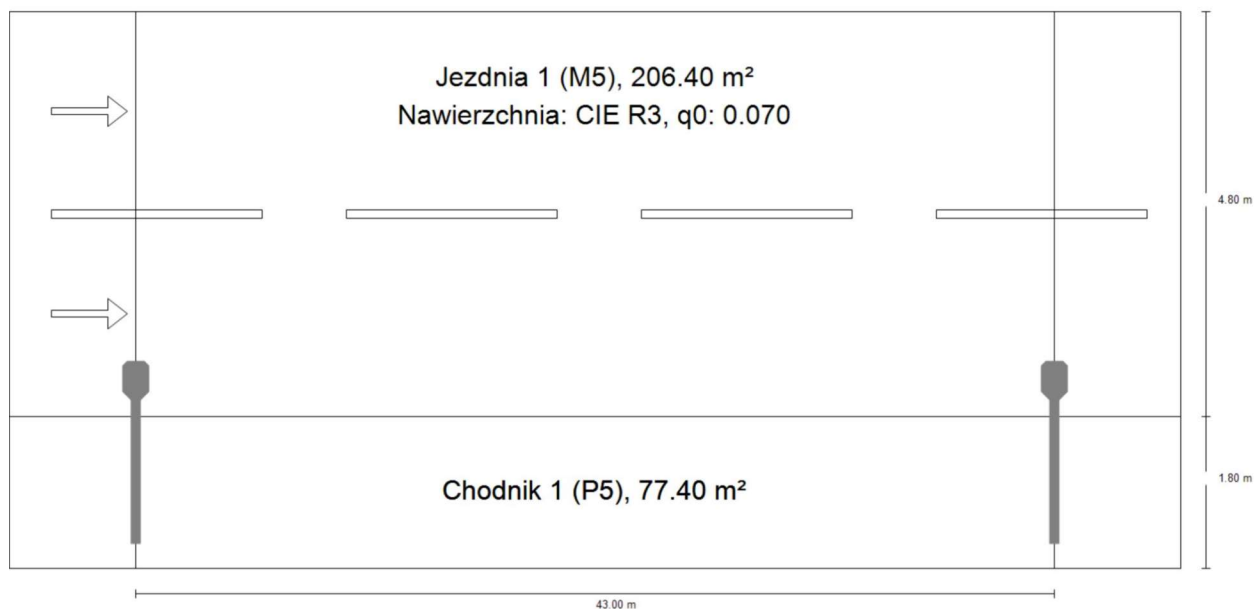 Jezdnia 1 (M5), 206.40 m²
Nawierzchnia: CIE R3, q0: 0.070
4.80 m
Chodnik 1 (P5), 77.40 m²
1.80 m
43.00 m